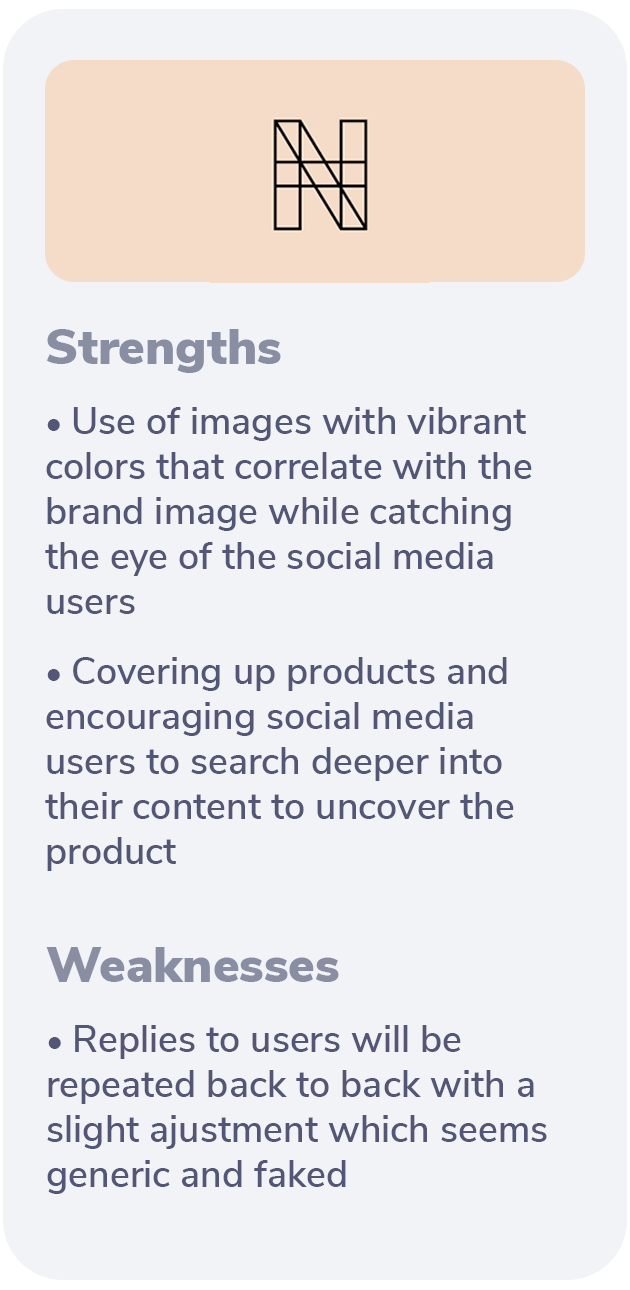 N
Strengths
• Use of images with vibrant
colors that correlate with the
brand image while catching
the eye of the social media
users
• Covering up products and
encouraging social media
users to search deeper into
their content to uncover the
product
Weaknesses
• Replies to users will be
repeated back to back with a
slight ajustment which seems
generic and faked